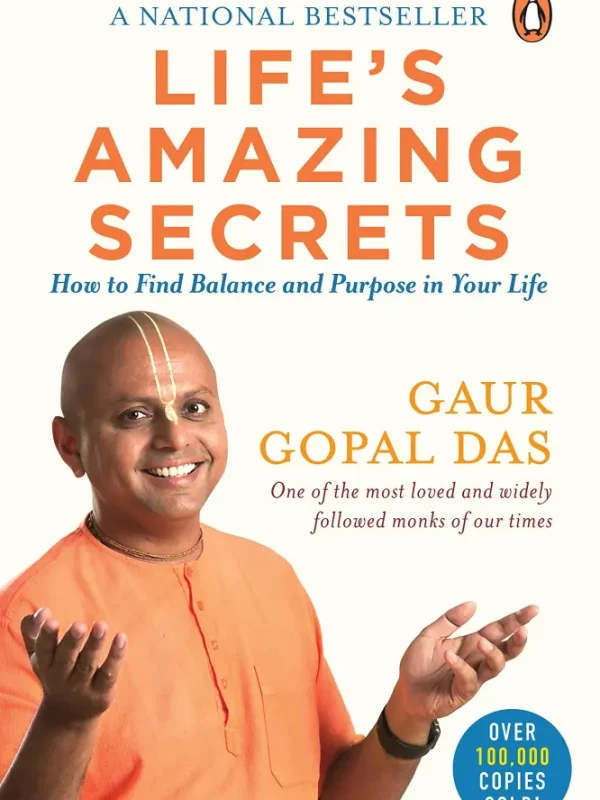 A NATIONAL BESTSELLER
LIFE'S
AMAZING
SECRETS
How to Find Balance and Purpose in Your Life
GAUR
GOPAL DAS
One of the most loved and widely
followed monks of our times
OVER
100,000
COPIES
SOLD!